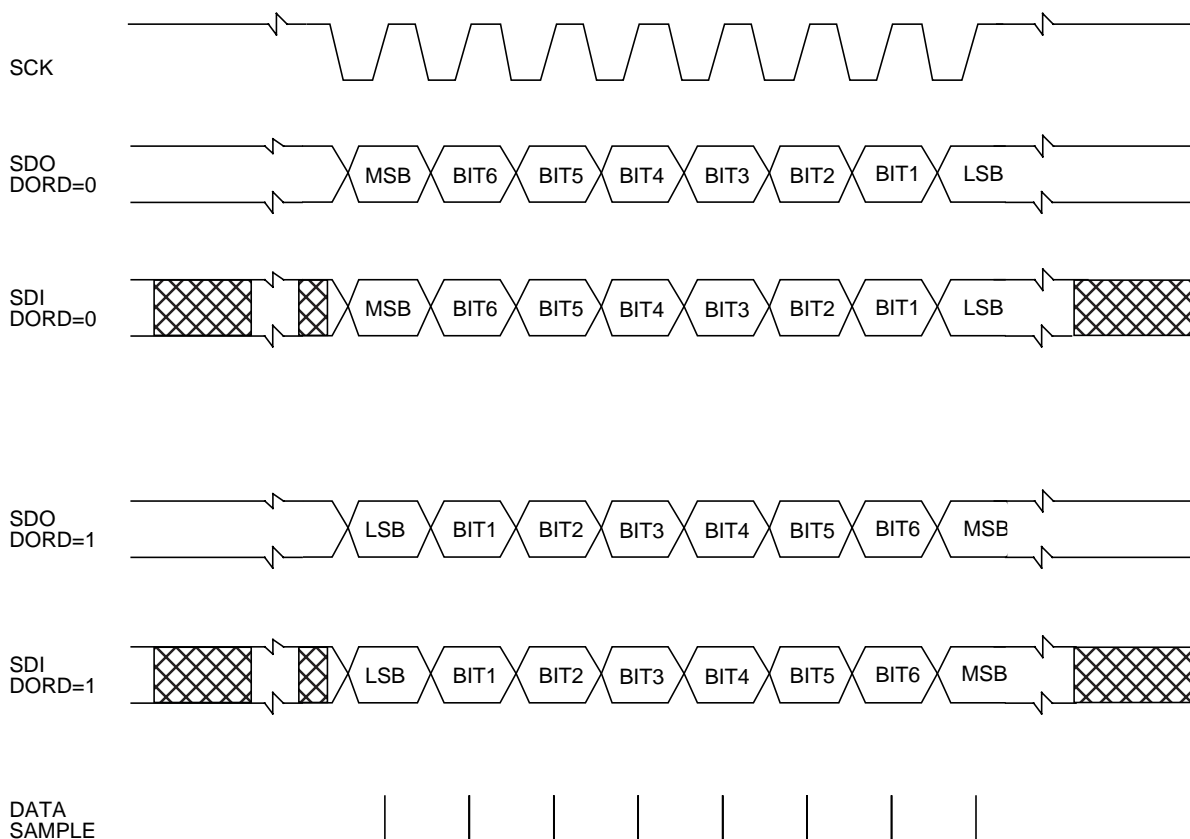 SCK
SDO
DORD=0
MSB BIT6 BIT5 BIT4 BIT3 BIT2 BIT1 LSB
SDI
DORD=0
MSB BIT6 BIT5 BIT4 BIT3 BIT2 BIT1 LSB
SDO
DORD=1
LSB BIT1 BIT2 BIT3 BIT4 BIT5 BIT6 MSB
SDI
DORD=1
LSB BIT1 BIT2 BIT3 BIT4 BIT5 BIT6 MSB
DATA
SAMPLE